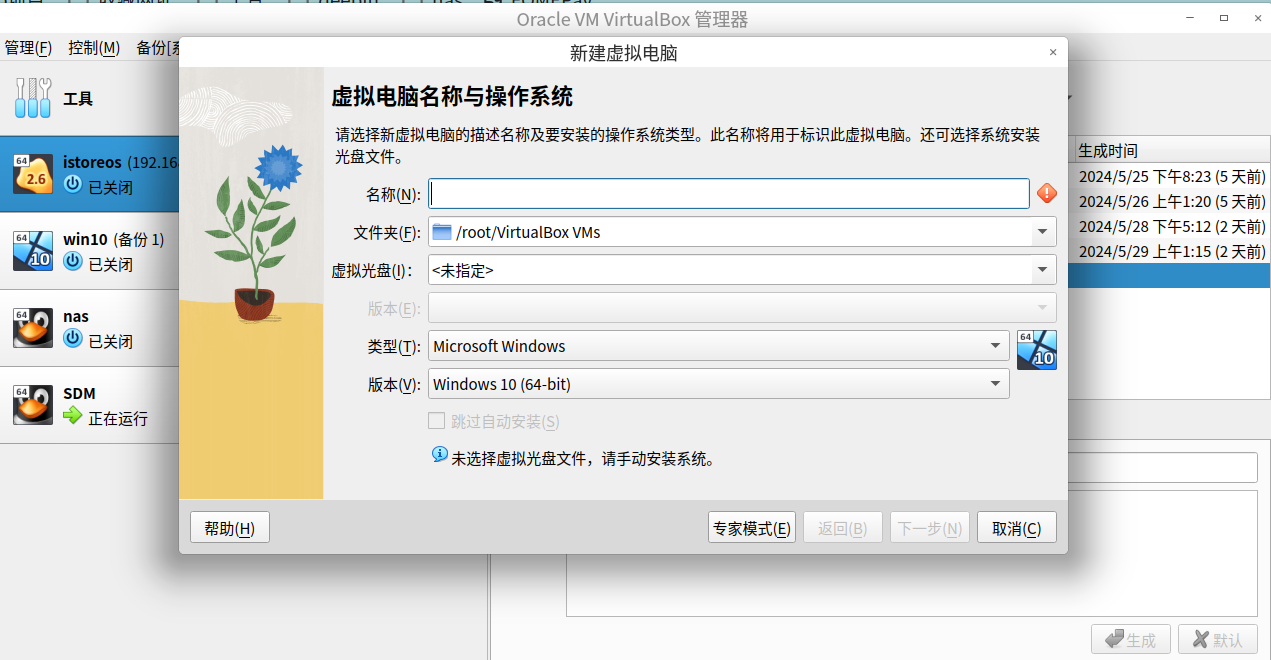 Oracle VM VirtualBox 管理器
管理(F) 控制(M) 备份[系
新建虚拟电脑
工具
虚拟电脑名称与操作系统
请选择新虚拟电脑的描述名称及要安装的操作系统类型。此名称将用于标识此虚拟电脑。还可选择系统安装
光盘文件。
64
2.6
istoreos (192.16
已关闭
64
10
win10 (备份 1)
已关闭
64
nas
已关闭
64
SDM
正在运行
名称(N):
文件夹(F): /root/VirtualBox VMs
虚拟光盘(I): <未指定>
版本(E):
类型(T): Microsoft Windows
64
10
版本(V): Windows 10 (64-bit)
跳过自动安装(S)
未选择虚拟光盘文件，请手动安装系统。
帮助(H) 专家模式(E) 返回(B) 下一步(N) 取消(C)
生成时间
2024/5/25 下午8:23 (5 天前)
2024/5/26 上午1:20 (5 天前)
2024/5/28 下午5:12 (2 天前)
2024/5/29 上午1:15 (2 天前)
生成 默认